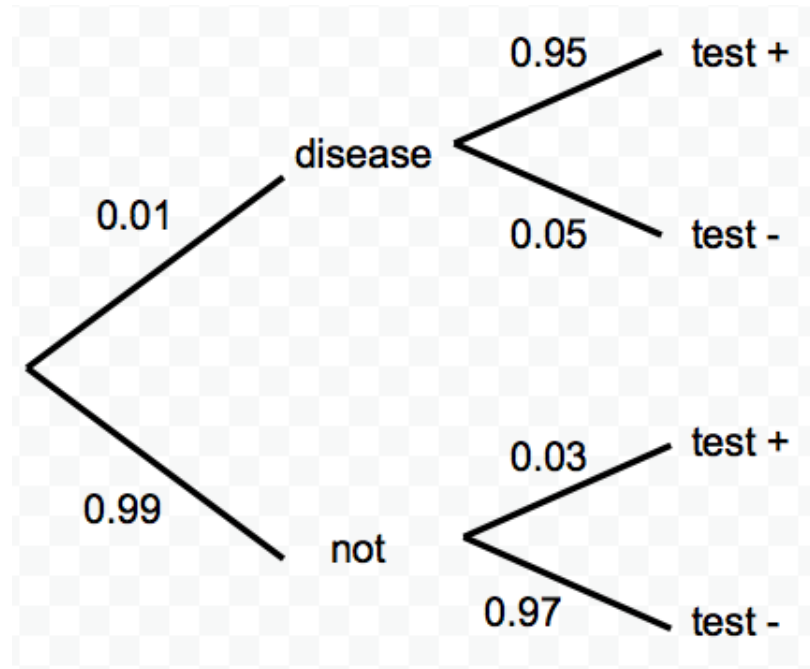 0.95 test +
disease
0.01
0.05 test -
0.03 test +
0.99
not
0.97 test -